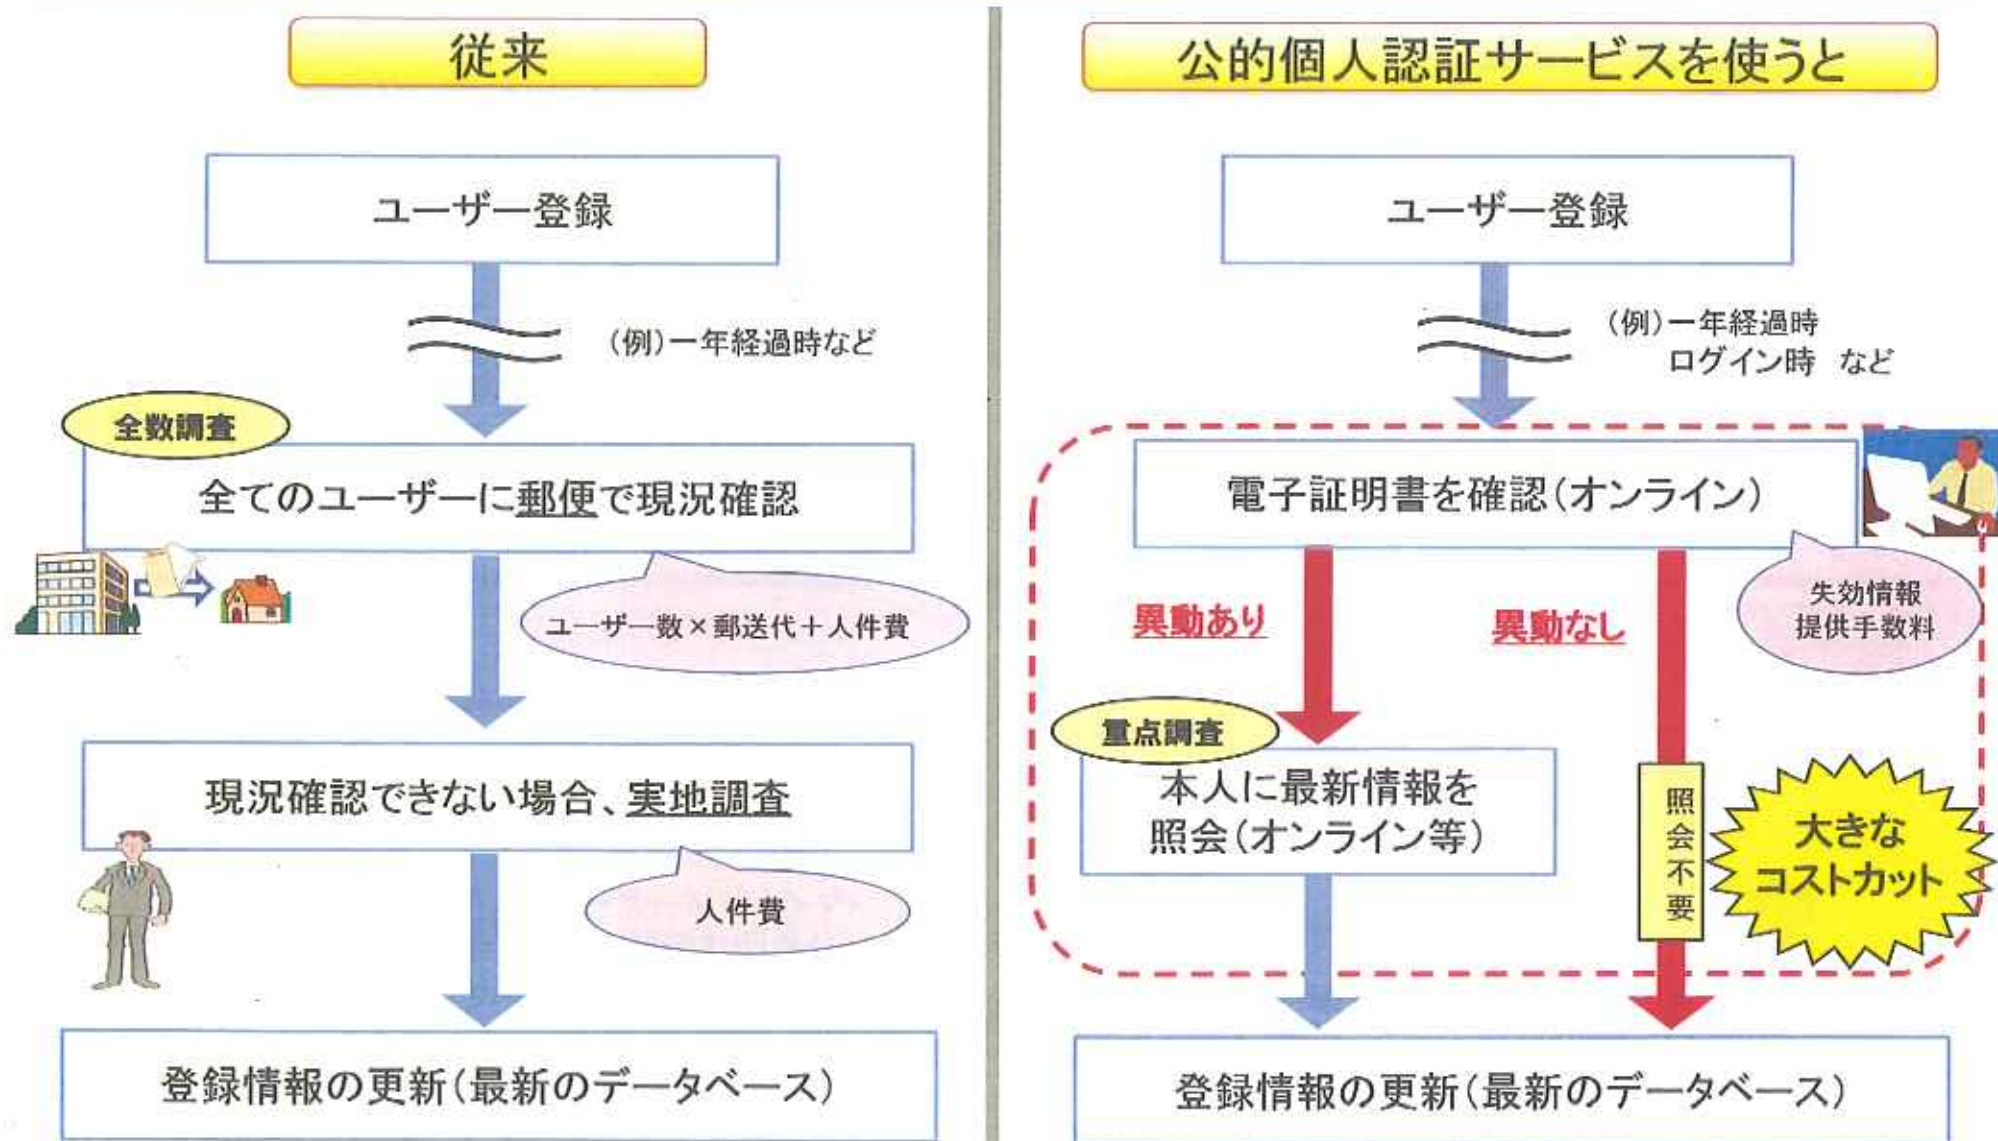 従来
ユーザー登録
(例)一年経過時など
全数調査
全てのユーザーに郵便で現況確認
ユーザー数×郵送代＋人件費
現況確認できない場合、実地調査
人件費
登録情報の更新(最新のデータベース)
公的個人認証サービスを使うと
ユーザー登録
(例)一年経過時
ログイン時 など
電子証明書を確認(オンライン)
失効情報
提供手数料
異動あり
異動なし
重点調査
本人に最新情報を
照会(オンライン等)
照会不要
大きな
コストカット
登録情報の更新(最新のデータベース)